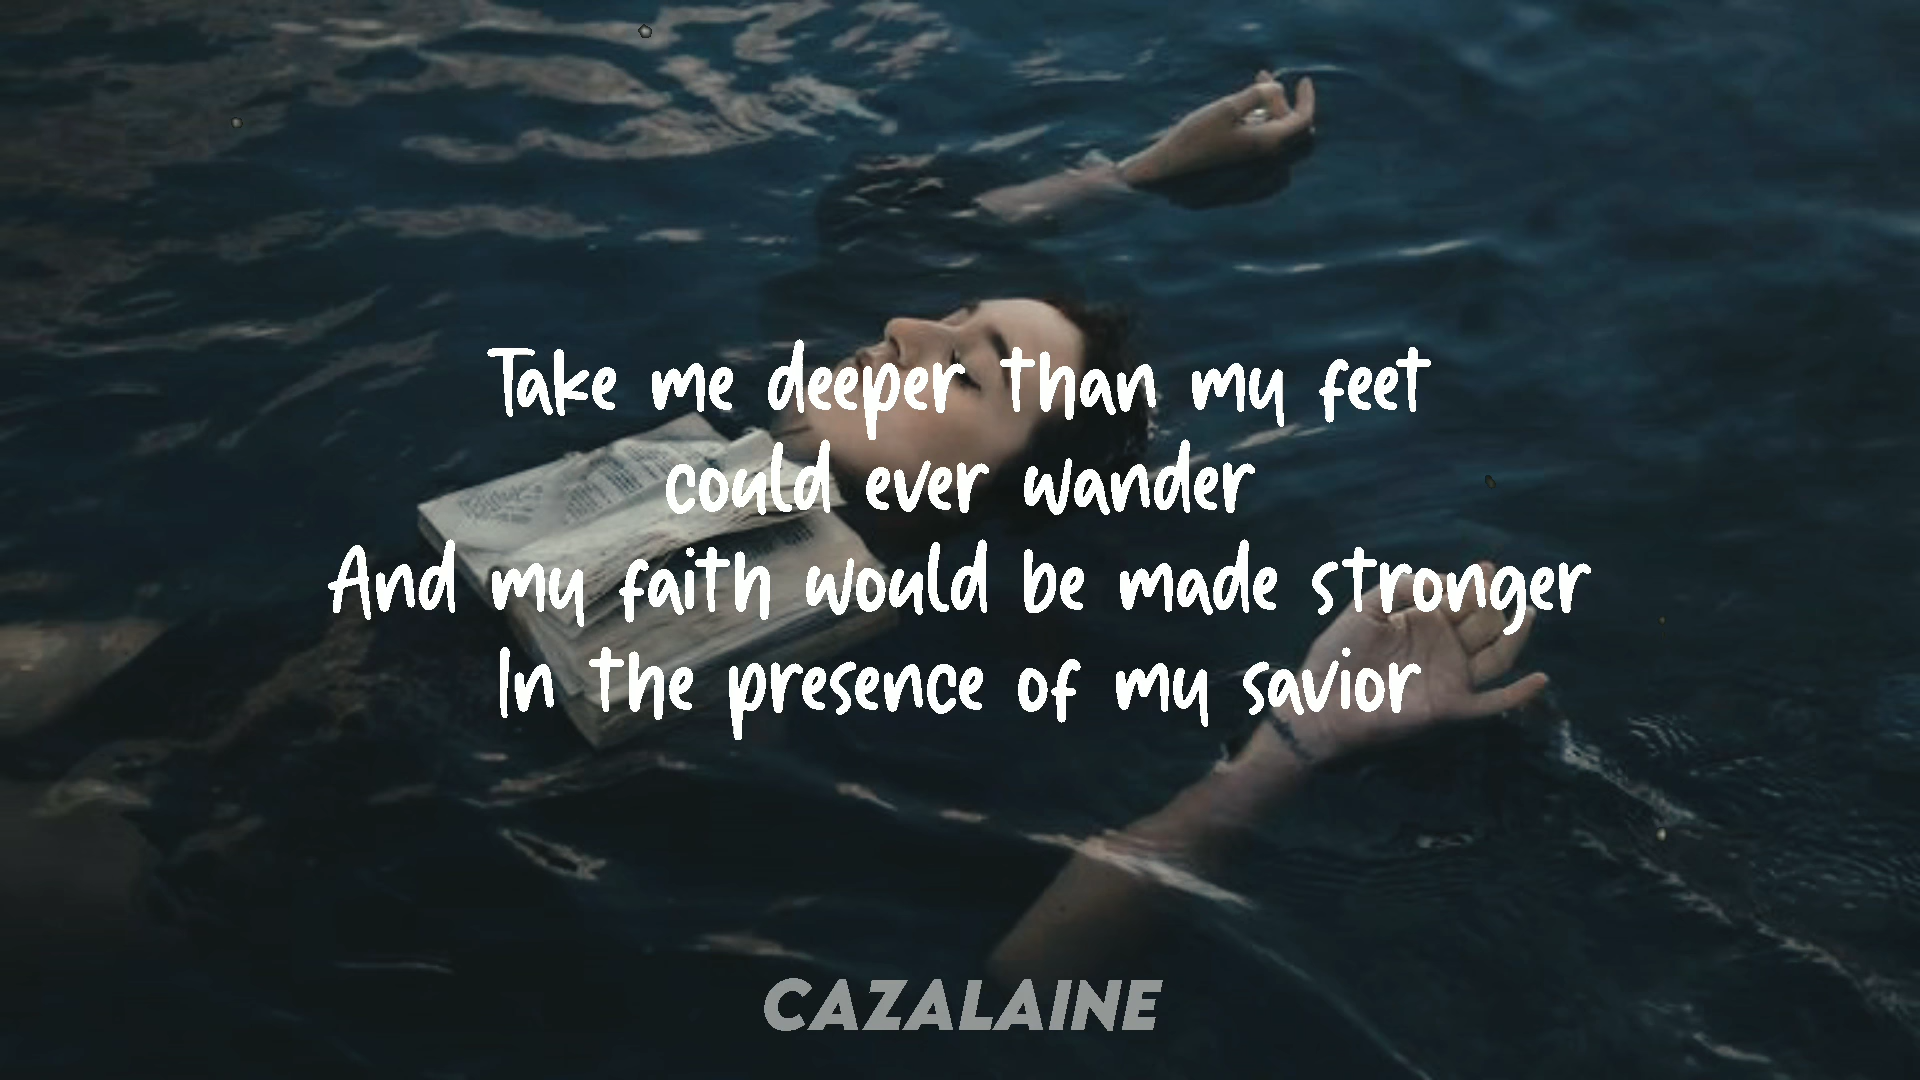 Take me deeper than my feet
could ever wander
And my faith would be made stronger
In the presence of my savior
CAZALAINE